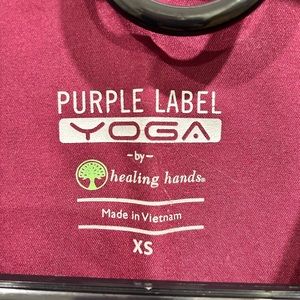 PURPLE LABEL
YOGA
-by-
healing hands®
Made in Vietnam
XS